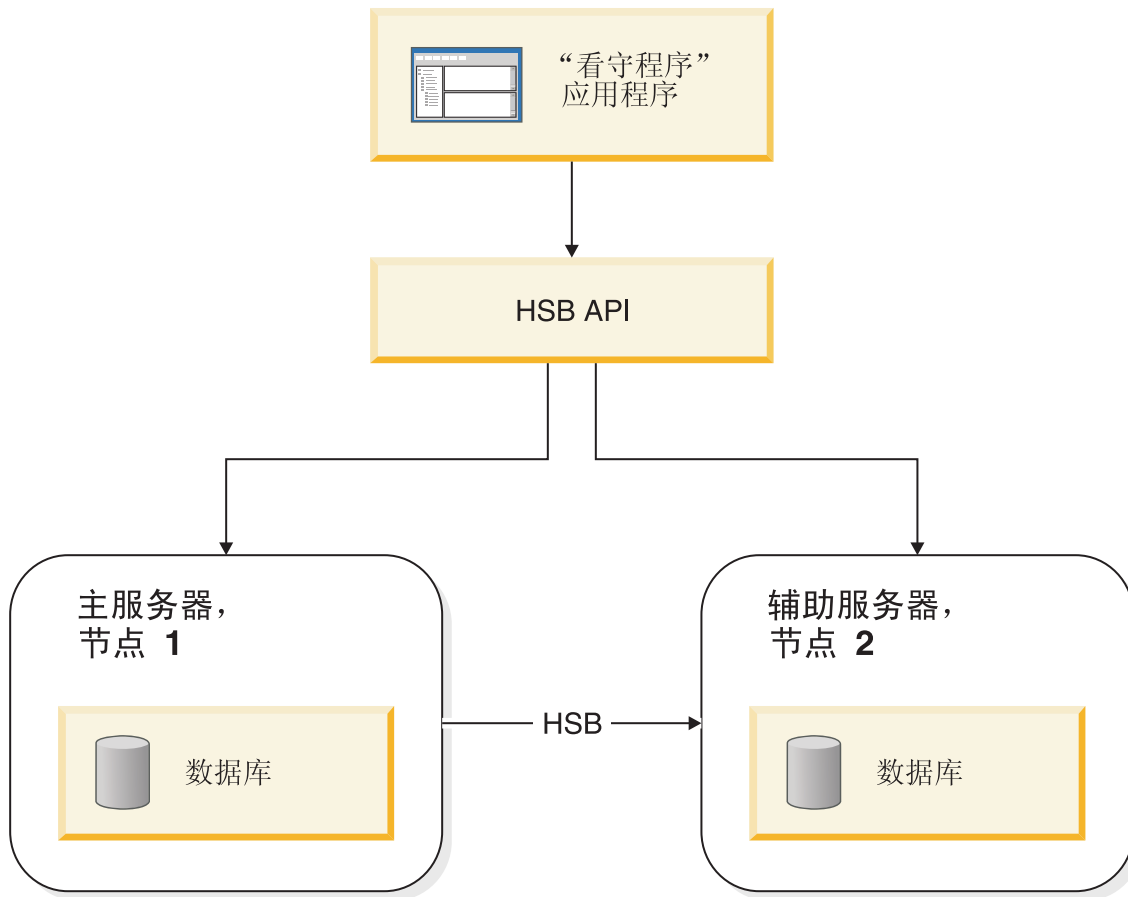 “看守程序”
应用程序
HSB API
主服务器，
节点 1
辅助服务器，
节点 2
HSB
数据库
数据库